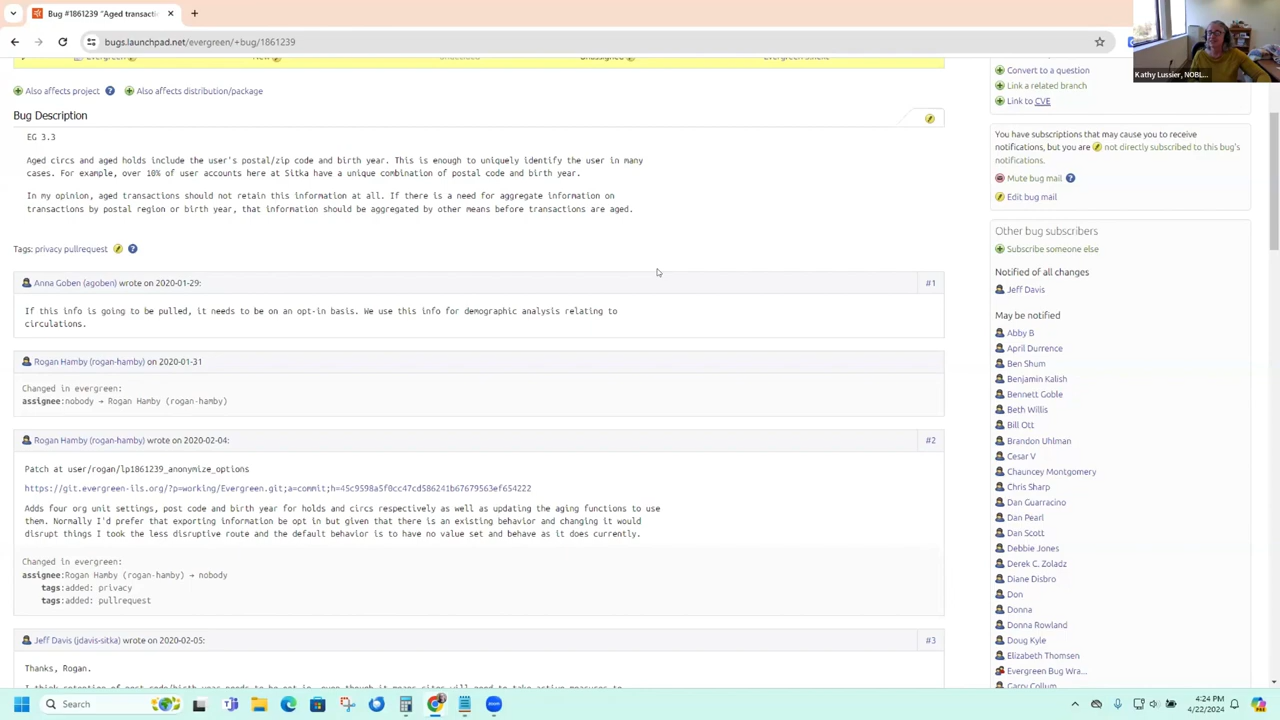 Bug #1861239 "Aged transacti
bugs.launchpad.net/evergreen/+bug/1861239
Kathy Lussier, NOBL...
Also affects project
Also affects distribution/package
Bug Description
EG 3.3
Aged circs and aged holds include the user's postal/zip code and birth year. This is enough to uniquely identify the user in many
cases. For example, over 10% of user accounts here at Sitka have a unique combination of postal code and birth year.
In my opinion, aged transactions should not retain this information at all. If there is a need for aggregate information on
transactions by postal region or birth year, that information should be aggregated by other means before transactions are aged.
Tags: privacy pullrequest
Anna Goben (agoben) wrote on 2020-01-29: #1
If this info is going to be pulled, it needs to be on an opt-in basis. We use this info for demographic analysis relating to
circulations.
Rogan Hamby (rogan-hamby) on 2020-01-31
Changed in evergreen:
assignee:nobody → Rogan Hamby (rogan-hamby)
Rogan Hamby (rogan-hamby) wrote on 2020-02-04: #2
Patch at user/rogan/lp1861239_anonymize_options
https://git.evergreen-ils.org/?p=working/Evergreen.git;a=commit;h=45c9598a5f0cc47cd586241b67679563ef654222
Adds four org unit settings, post code and birth year for holds and circs respectively as well as updating the aging functions to use
them. Normally I'd prefer that exporting information be opt in but given that there is an existing behavior and changing it would
disrupt things I took the less disruptive route and the default behavior is to have no value set and behave as it does currently.
Changed in evergreen:
assignee:Rogan Hamby (rogan-hamby) → nobody
tags:added: privacy
tags:added: pullrequest
Jeff Davis (jdavis-sitka) wrote on 2020-02-05: #3
Thanks, Rogan.
Convert to a question
Link a related branch
Link to CVE
You have subscriptions that may cause you to receive
notifications, but you are not directly subscribed to this bug's
notifications.
Mute bug mail
Edit bug mail
Other bug subscribers
Subscribe someone else
Notified of all changes
Jeff Davis
May be notified
Abby B
April Durrence
Ben Shum
Benjamin Kalish
Bennett Goble
Beth Willis
Bill Ott
Brandon Uhlman
Cesar V
Chauncey Montgomery
Chris Sharp
Dan Guarracino
Dan Pearl
Dan Scott
Debbie Jones
Derek C. Zoladz
Diane Disbro
Don
Donna
Donna Rowland
Doug Kyle
Elizabeth Thomsen
Evergreen Bug Wra...
Garry Collum
Search
4:24 PM
4/22/2024